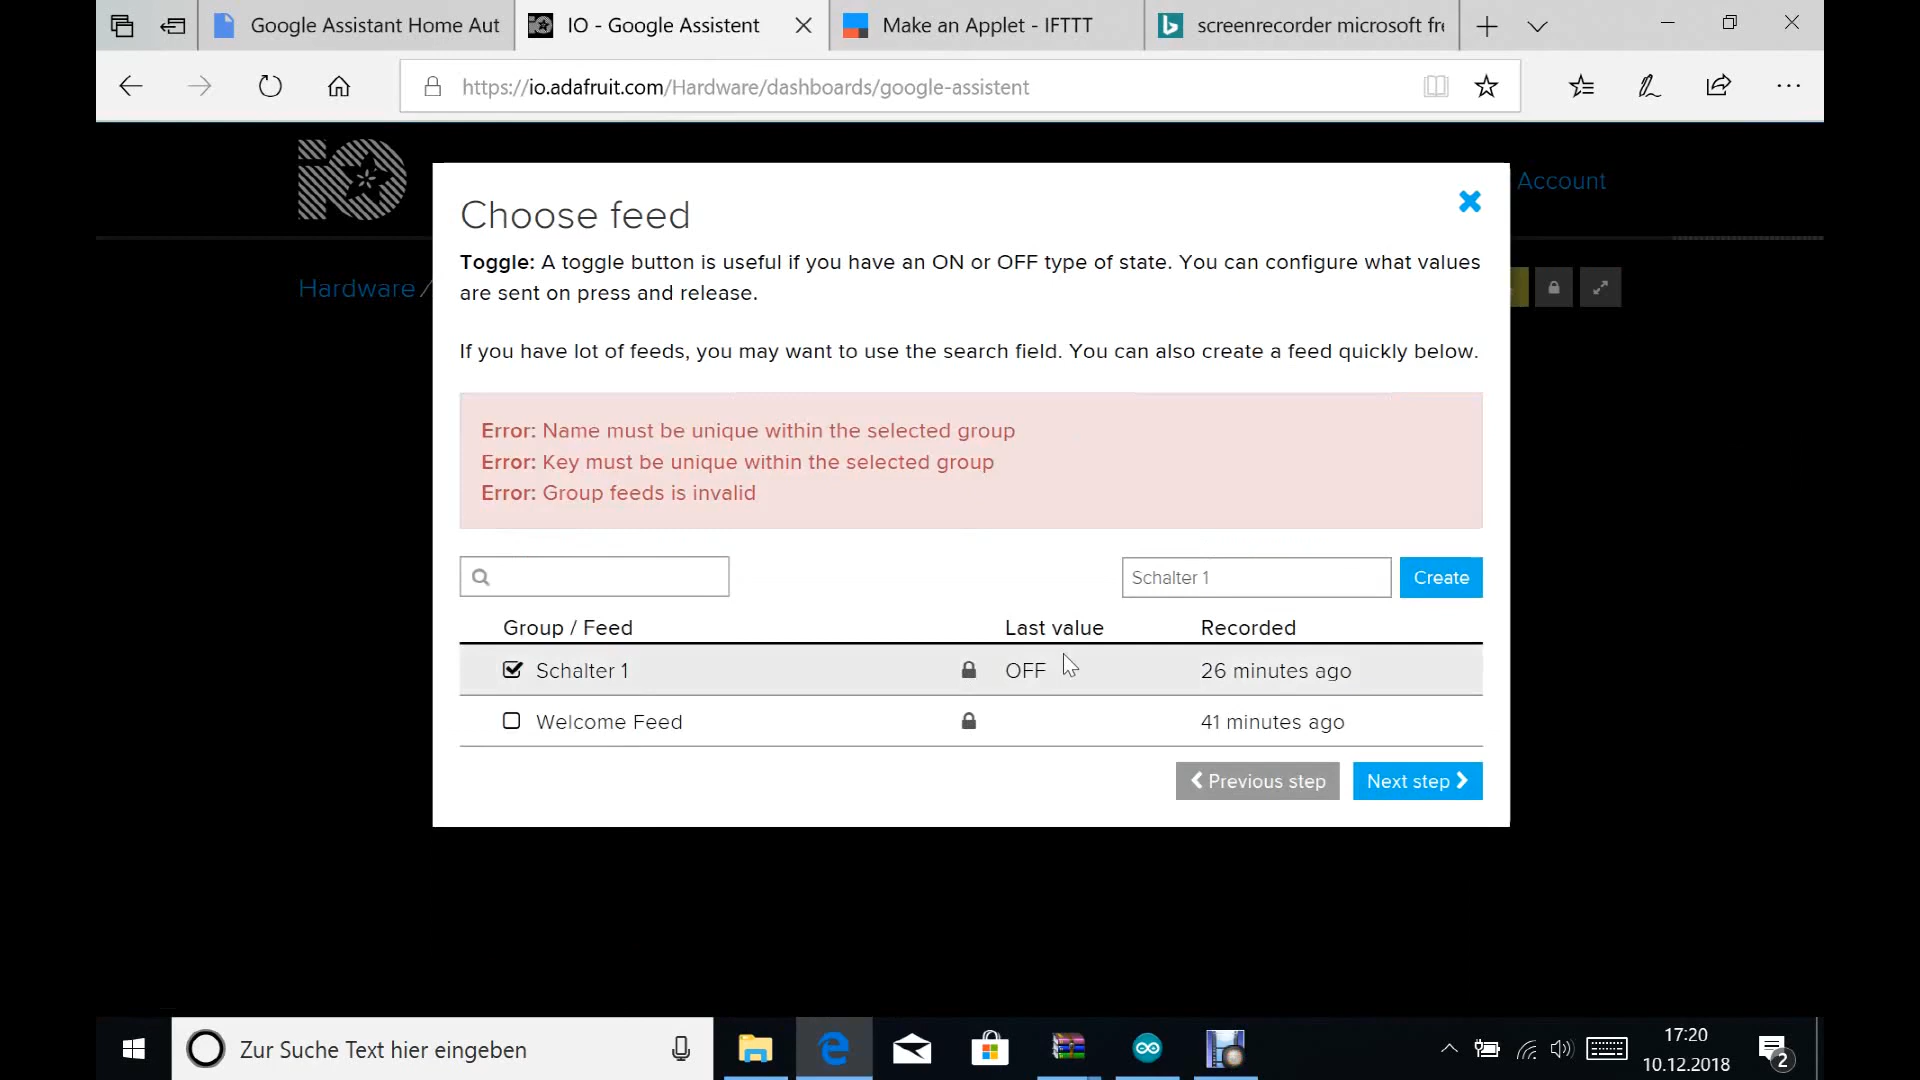 Google Assistant Home Aut
IO - Google Assistent
Make an Applet - IFTTT
screenrecorder microsoft fre
https://io.adafruit.com/Hardware/dashboards/google-assistent
Account
Hardware /
Choose feed
Toggle: A toggle button is useful if you have an ON or OFF type of state. You can configure what values
are sent on press and release.
If you have lot of feeds, you may want to use the search field. You can also create a feed quickly below.
Error: Name must be unique within the selected group
Error: Key must be unique within the selected group
Error: Group feeds is invalid
Schalter 1 Create
Group / Feed Last value Recorded
Schalter 1 OFF 26 minutes ago
Welcome Feed 41 minutes ago
Previous step Next step
Zur Suche Text hier eingeben
17:20
10.12.2018
2